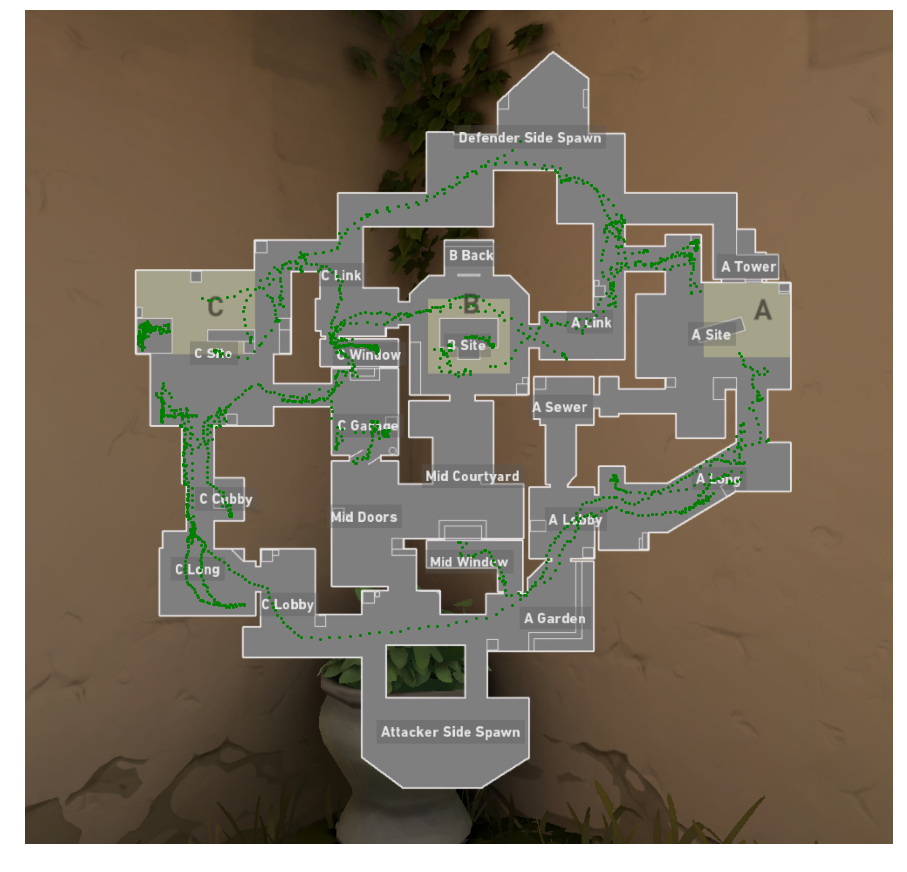 Defender Side Spawn
B Back
A Tower
C Link
C
B
A
A Link
A Site
B Site
C Site
C Window
A Sewer
C Garage
Mid Courtyard
A Long
C Cubby
Mid Doors
A Lobby
Mid Window
C Long
C Lobby
A Garden
Attacker Side Spawn